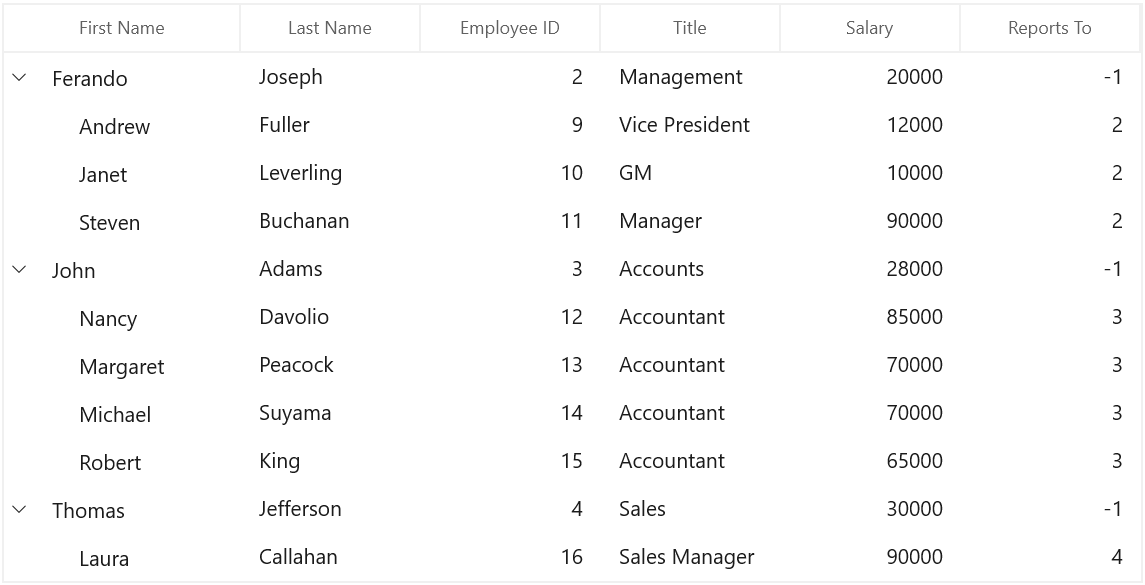 First Name Last Name Employee ID Title Salary Reports To
Ferando Joseph 2 Management 20000 -1
Andrew Fuller 9 Vice President 12000 2
Janet Leverling 10 GM 10000 2
Steven Buchanan 11 Manager 90000 2
John Adams 3 Accounts 28000 -1
Nancy Davolio 12 Accountant 85000 3
Margaret Peacock 13 Accountant 70000 3
Michael Suyama 14 Accountant 70000 3
Robert King 15 Accountant 65000 3
Thomas Jefferson 4 Sales 30000 -1
Laura Callahan 16 Sales Manager 90000 4